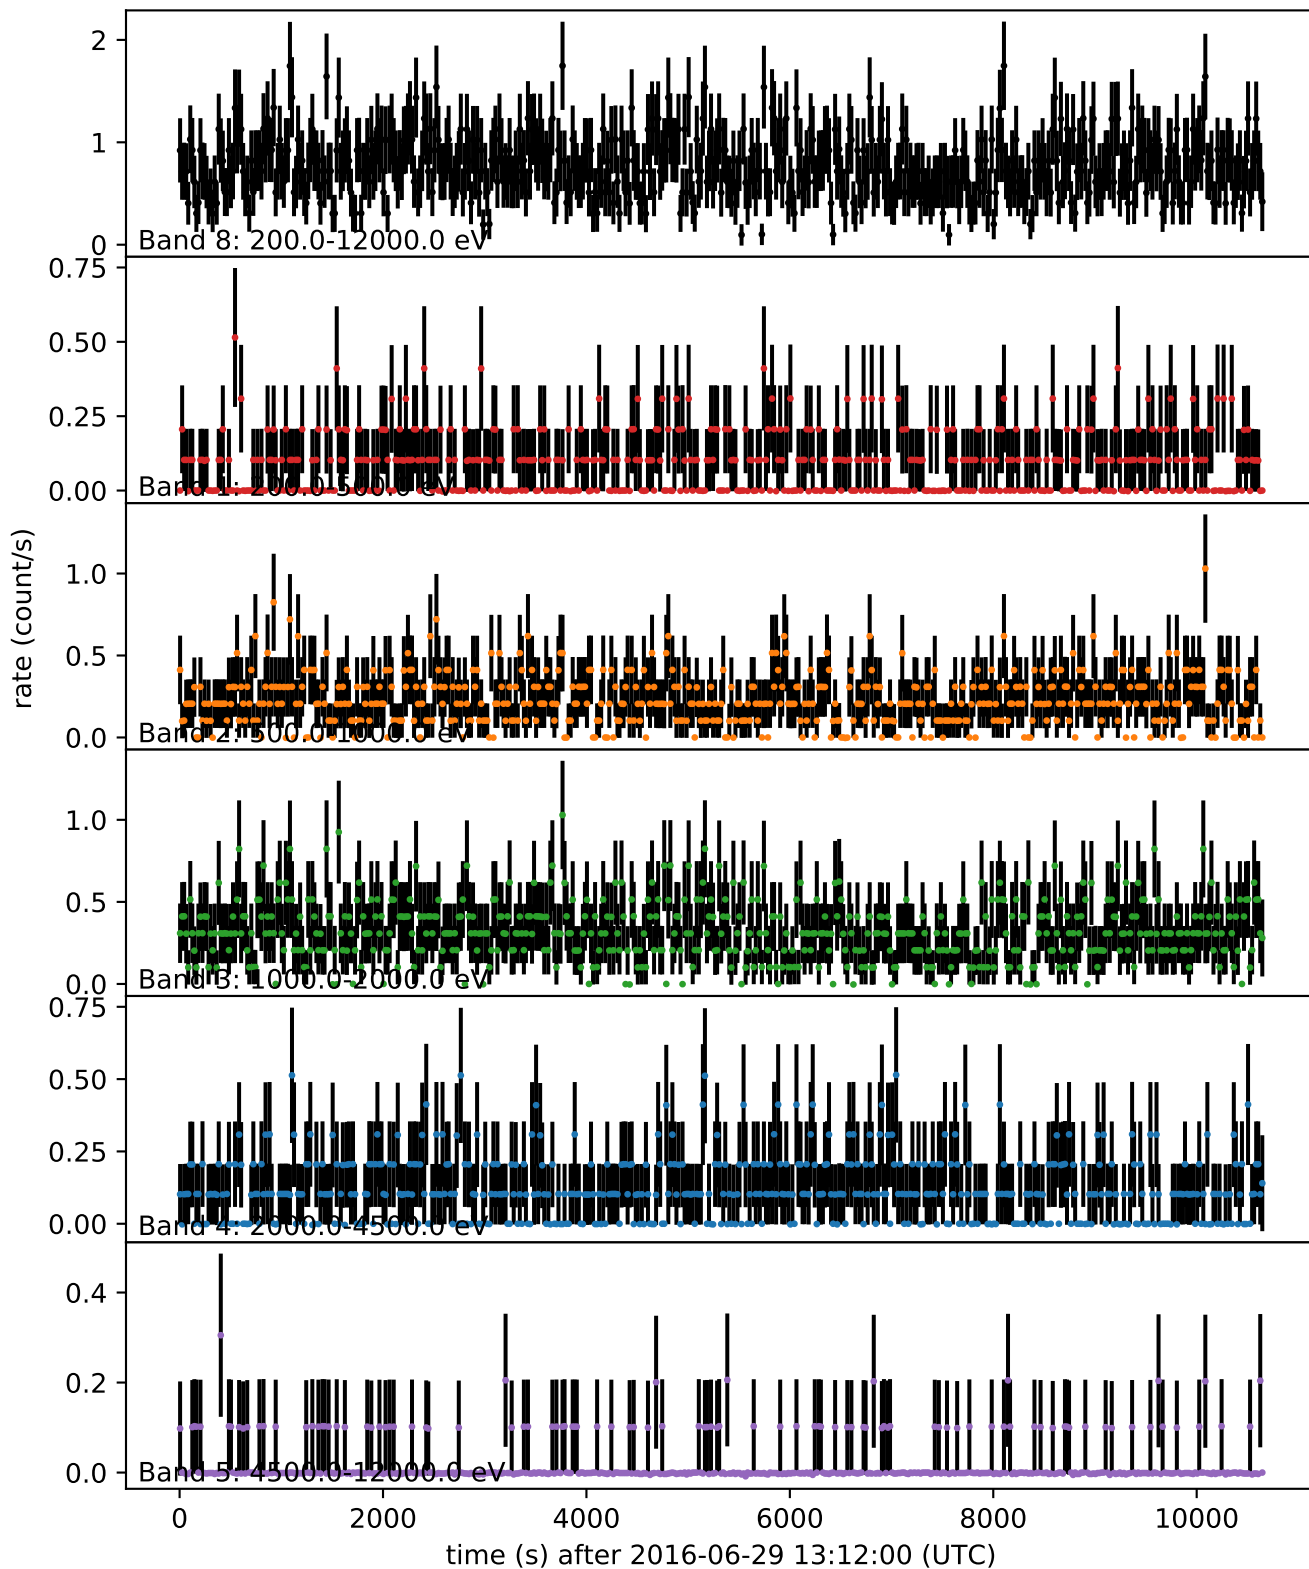 2
1
0
Band 8: 200.0-12000.0 eV
0.75
0.50
0.25
0.00
Band 1: 200.0-500.0 eV
1.0
0.5
0.0
Band 2: 500.0-1000.0 eV
rate (count/s)
1.0
0.5
0.0
Band 3: 1000.0-2000.0 eV
0.75
0.50
0.25
0.00
Band 4: 2000.0-4500.0 eV
0.4
0.2
0.0
Band 5: 4500.0-12000.0 eV
0 2000 4000 6000 8000 10000
time (s) after 2016-06-29 13:12:00 (UTC)